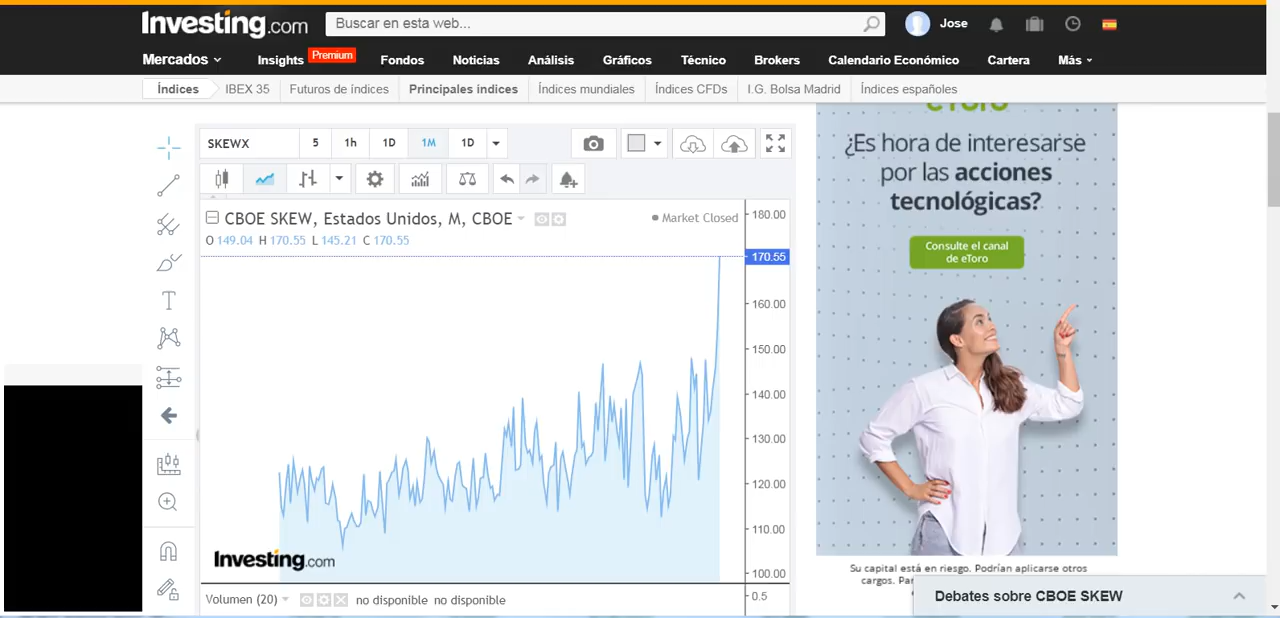 Investing.com
Buscar en esta web...
Jose
Mercados
Insights
Premium
Fondos
Noticias
Análisis
Gráficos
Técnico
Brokers
Calendario Económico
Cartera
Más
Índices
IBEX 35
Futuros de índices
Principales índices
Índices mundiales
Índices CFDs
I.G. Bolsa Madrid
Índices españoles
SKEWX
5
1h
1D
1M
1D
CBOE SKEW, Estados Unidos, M, CBOE
Market Closed
O 149.04 H 170.55 L 145.21 C 170.55
180.00
170.55
160.00
150.00
140.00
130.00
120.00
110.00
100.00
Investing.com
Volumen (20)
no disponible no disponible
0.5
eToro
¿Es hora de interesarse
por las acciones
tecnológicas?
Consulte el canal
de eToro
Su capital está en riesgo. Podrían aplicarse otros
cargos.
Debates sobre CBOE SKEW